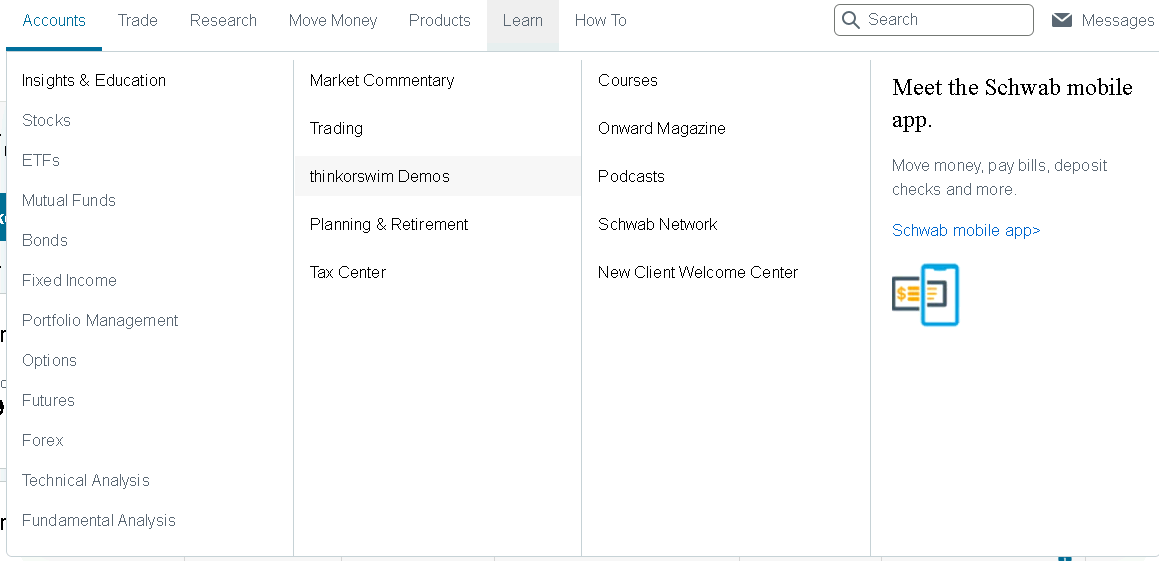 Accounts
Trade
Research
Move Money
Products
Learn
How To
Search
Messages
Insights & Education
Stocks
ETFs
Mutual Funds
Bonds
Fixed Income
Portfolio Management
Options
Futures
Forex
Technical Analysis
Fundamental Analysis
Market Commentary
Trading
thinkorswim Demos
Planning & Retirement
Tax Center
Courses
Onward Magazine
Podcasts
Schwab Network
New Client Welcome Center
Meet the Schwab mobile
app.
Move money, pay bills, deposit
checks and more.
Schwab mobile app>